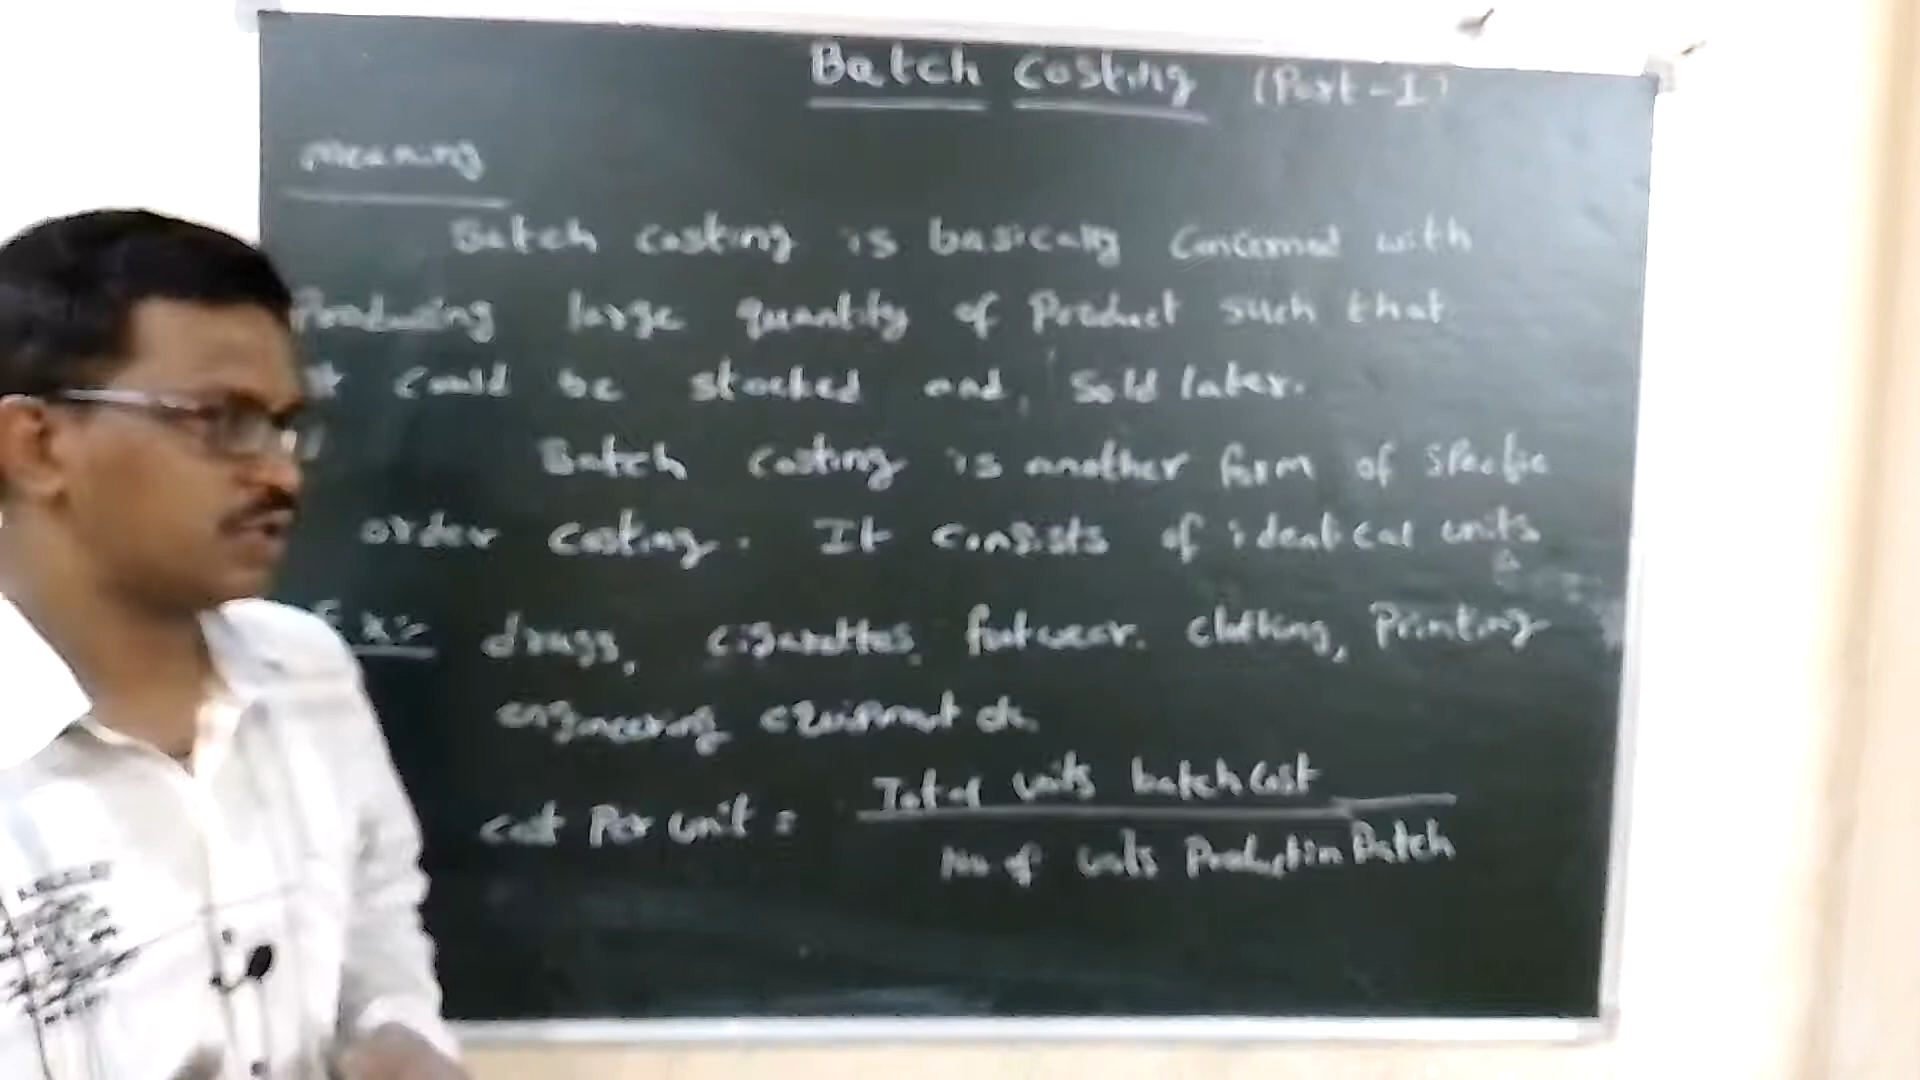 Batch Costing (Part-I)
Meaning
Batch costing is basically concerned with
Producing large quantity of Product such that
it could be stocked and, sold later.
Batch costing is another form of specific
order costing. It consists of identical units
Ex:- drugs, cigarettes, footwear. clothing, Printing
engineering equipment etc.
cost Per unit = Total units batch cost
No of units Production Batch